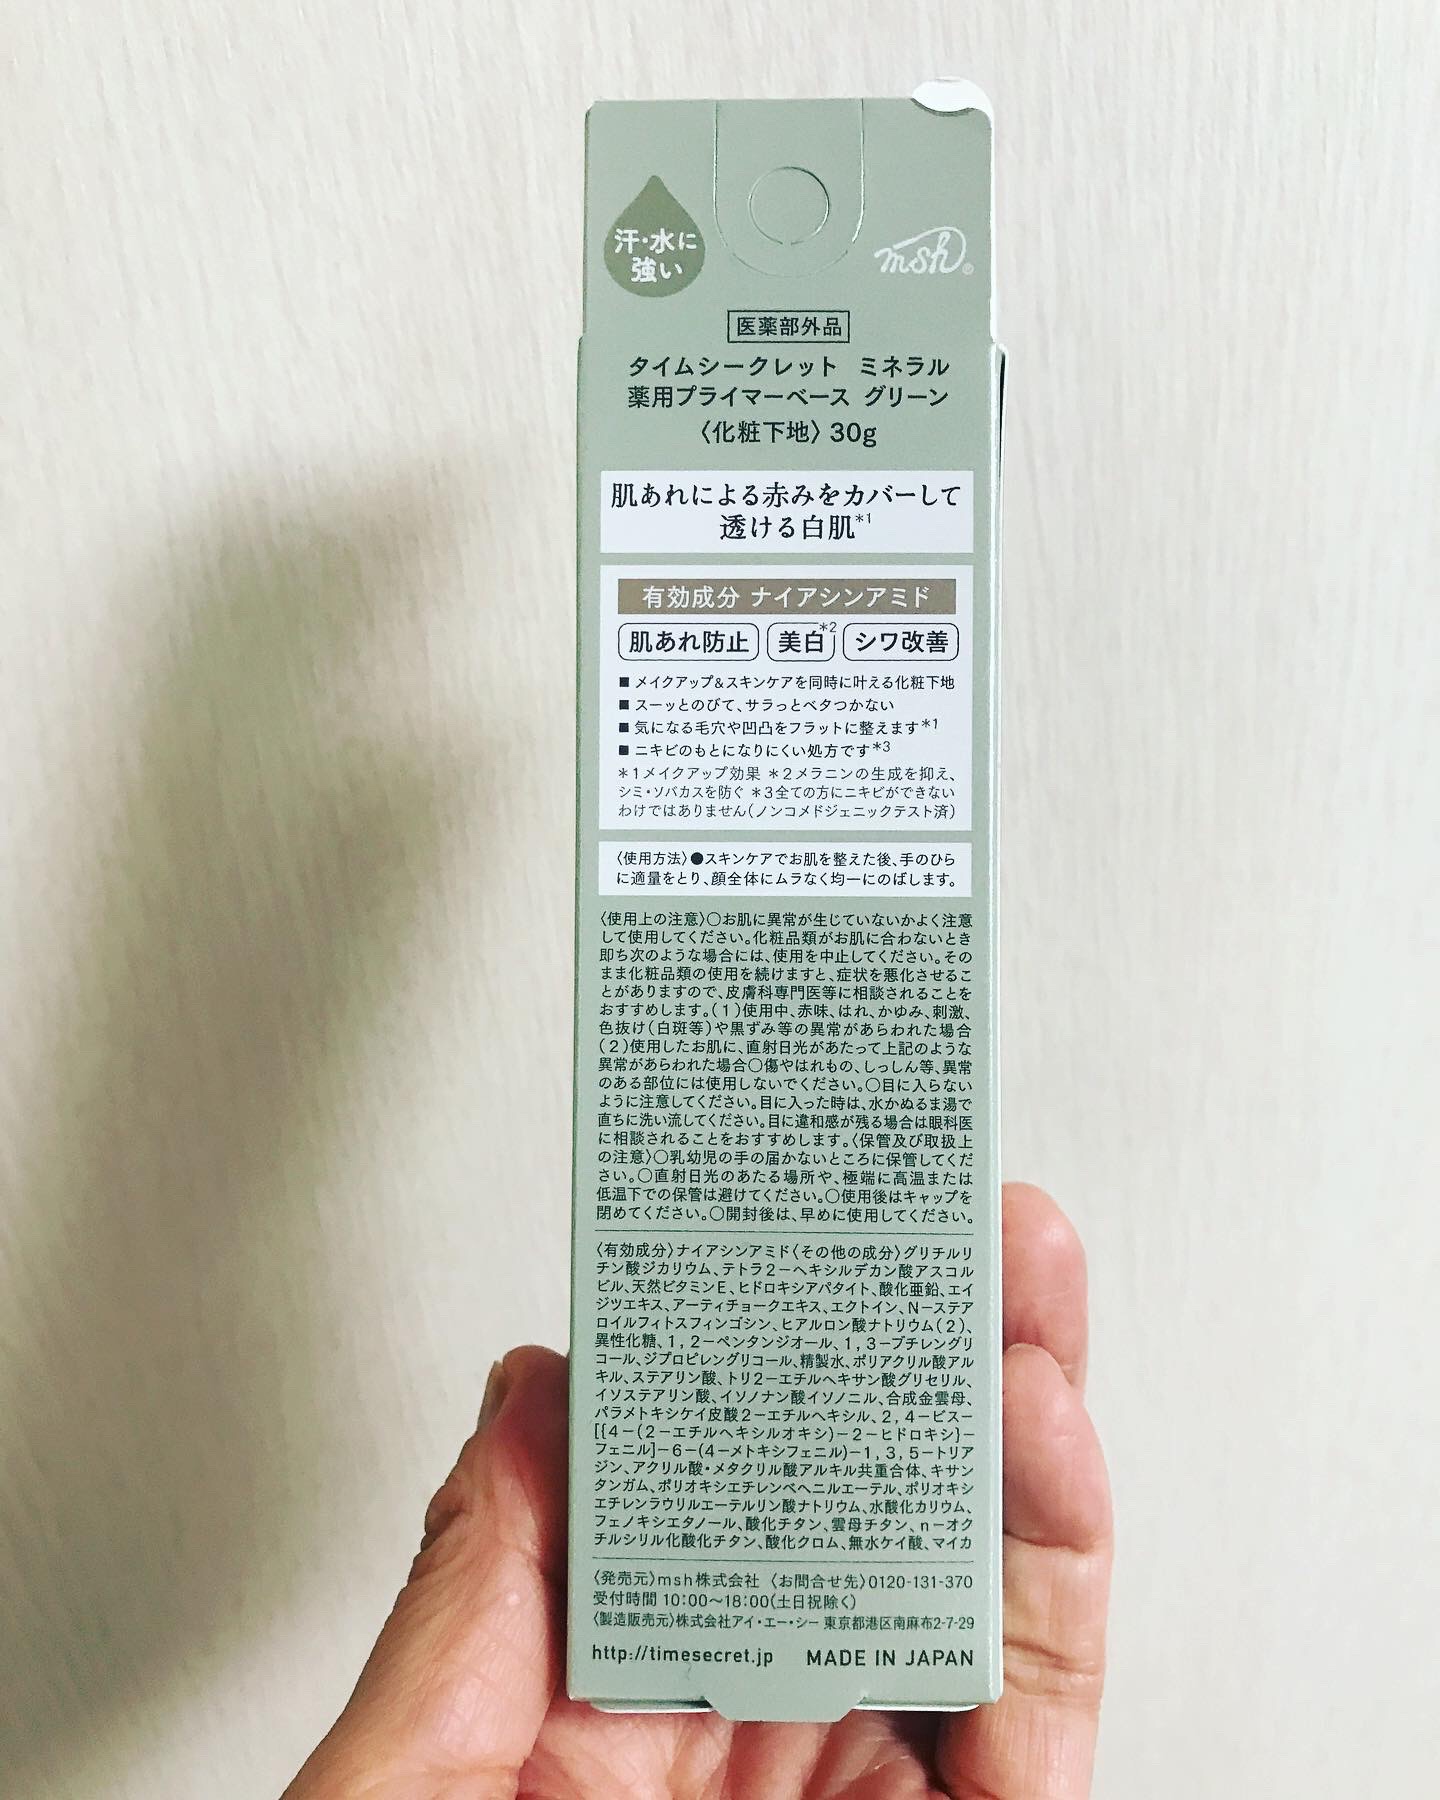 汗・水に
強い
msh®
医薬部外品
タイムシークレット ミネラル
薬用プライマーベース グリーン
〈化粧下地〉30g
肌あれによる赤みをカバーして
透ける白肌*1
有効成分 ナイアシンアミド
肌あれ防止 美白*2 シワ改善
■ メイクアップ&スキンケアを同時に叶える化粧下地
■ スーッとのびて、サラっとベタつかない
■ 気になる毛穴や凹凸をフラットに整えます*1
■ ニキビのもとになりにくい処方です*3
*1メイクアップ効果 *2メラニンの生成を抑え、
シミ・ソバカスを防ぐ *3全ての方にニキビができない
わけではありません(ノンコメドジェニックテスト済)
〈使用方法〉●スキンケアでお肌を整えた後、手のひら
に適量をとり、顔全体にムラなく均一にのばします。
〈使用上の注意〉○お肌に異常が生じていないかよく注意
して使用してください。化粧品類がお肌に合わないとき
即ち次のような場合には、使用を中止してください。その
まま化粧品類の使用を続けますと、症状を悪化させるこ
とがありますので、皮膚科専門医等に相談されることを
おすすめします。(1)使用中、赤味、はれ、かゆみ、刺激、
色抜け(白斑等)や黒ずみ等の異常があらわれた場合
(2)使用したお肌に、直射日光があたって上記のような
異常があらわれた場合○傷やはれもの、しっしん等、異常
のある部位には使用しないでください。○目に入らない
ように注意してください。目に入った時は、水かぬるま湯で
直ちに洗い流してください。目に違和感が残る場合は眼科医
に相談されることをおすすめします。〈保管及び取扱上
の注意〉○乳幼児の手の届かないところに保管してくだ
さい。○直射日光のあたる場所や、極端に高温または
低温下での保管は避けてください。○使用後はキャップを
閉めてください。○開封後は、早めに使用してください。
〈有効成分〉ナイアシンアミド〈その他の成分〉グリチルリ
チン酸ジカリウム、テトラ2−ヘキシルデカン酸アスコル
ビル、天然ビタミンE、ヒドロキシアパタイト、酸化亜鉛、エイ
ジツエキス、アーティチョークエキス、エクトイン、N−ステア
ロイルフィトスフィンゴシン、ヒアルロン酸ナトリウム(2)、
異性化糖、1,2−ペンタンジオール、1,3−ブチレングリ
コール、ジプロピレングリコール、精製水、ポリアクリル酸アル
キル、ステアリン酸、トリ2−エチルヘキサン酸グリセリル、
イソステアリン酸、イソノナン酸イソノニル、合成金雲母、
パラメトキシケイ皮酸2−エチルヘキシル、2,4−ビス−
[{4−(2−エチルヘキシルオキシ)−2−ヒドロキシ}−
フェニル]−6−(4−メトキシフェニル)−1,3,5−トリア
ジン、アクリル酸・メタクリル酸アルキル共重合体、キサン
タンガム、ポリオキシエチレンベヘニルエーテル、ポリオキシ
エチレンラウリルエーテルリン酸ナトリウム、水酸化カリウム、
フェノキシエタノール、酸化チタン、雲母チタン、n−オク
チルシリル化酸化チタン、酸化クロム、無水ケイ酸、マイカ
〈発売元〉msh株式会社 〈お問合せ先〉0120-131-370
受付時間 10:00〜18:00(土日祝除く)
〈製造販売元〉株式会社アイ・エー・シー 東京都港区南麻布2-7-29
http://timesecret.jp MADE IN JAPAN